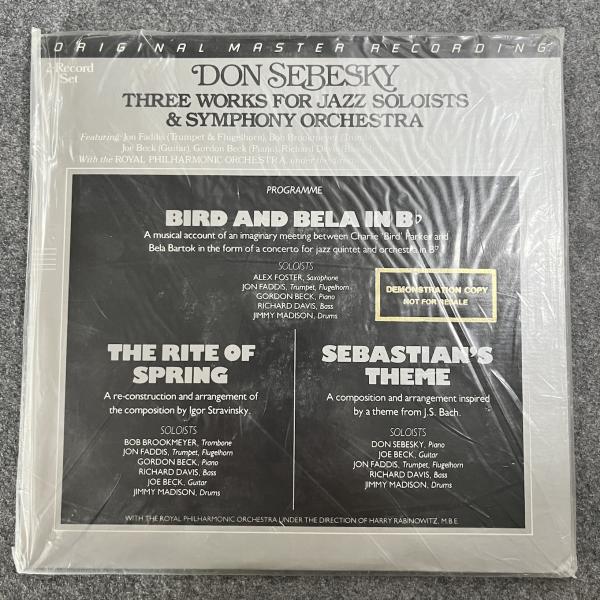 ORIGINAL MASTER RECORDING
2-Record
Set
DON SEBESKY
THREE WORKS FOR JAZZ SOLOISTS
& SYMPHONY ORCHESTRA
Featuring: Jon Faddis (Trumpet & Flugelhorn), Bob Brookmeyer
Joe Beck (Guitar), Gordon Beck (Piano), Richard Davis
With the ROYAL PHILHARMONIC ORCHESTRA
PROGRAMME
BIRD AND BELA IN B♭
A musical account of an imaginary meeting between Charlie 'Bird' Parker and
Bela Bartok in the form of a concerto for jazz quintet and orchestra in B♭
SOLOISTS
ALEX FOSTER, Saxophone
JON FADDIS, Trumpet, Flugelhorn
GORDON BECK, Piano
RICHARD DAVIS, Bass
JIMMY MADISON, Drums
DEMONSTRATION COPY
NOT FOR RESALE
THE RITE OF
SPRING
A re-construction and arrangement of
the composition by Igor Stravinsky.
SOLOISTS
BOB BROOKMEYER, Trombone
JON FADDIS, Trumpet, Flugelhorn
GORDON BECK, Piano
RICHARD DAVIS, Bass
JOE BECK, Guitar
JIMMY MADISON, Drums
SEBASTIAN'S
THEME
A composition and arrangement inspired
by a theme from J.S. Bach.
SOLOISTS
DON SEBESKY, Piano
JOE BECK, Guitar
JON FADDIS, Trumpet, Flugelhorn
RICHARD DAVIS, Bass
JIMMY MADISON, Drums
WITH THE ROYAL PHILHARMONIC ORCHESTRA UNDER THE DIRECTION OF HARRY RABINOWITZ, M.B.E.